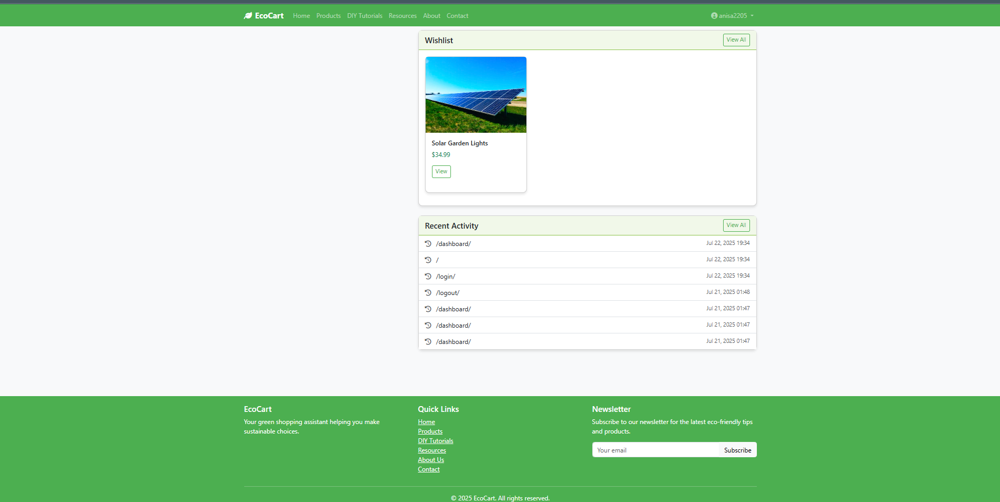 EcoCart Home Products DIY Tutorials Resources About Contact anisa2205
Wishlist View All
Solar Garden Lights
$34.99
View
Recent Activity View All
/dashboard/ Jul 22, 2025 19:34
/ Jul 22, 2025 19:34
/login/ Jul 22, 2025 19:34
/logout/ Jul 21, 2025 01:48
/dashboard/ Jul 21, 2025 01:47
/dashboard/ Jul 21, 2025 01:47
/dashboard/ Jul 21, 2025 01:47
EcoCart
Your green shopping assistant helping you make
sustainable choices.
Quick Links
Home
Products
DIY Tutorials
Resources
About Us
Contact
Newsletter
Subscribe to our newsletter for the latest eco-friendly tips
and products.
Your email Subscribe
© 2025 EcoCart. All rights reserved.